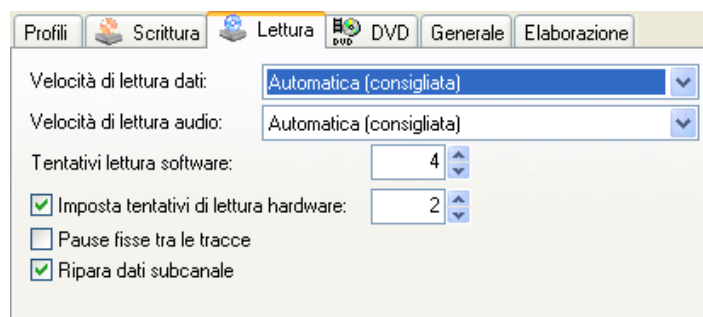 Profili Scrittura Lettura DVD DVD Generale Elaborazione
Velocità di lettura dati: Automatica (consigliata)
Velocità di lettura audio: Automatica (consigliata)
Tentativi lettura software: 4
Imposta tentativi di lettura hardware: 2
Pause fisse tra le tracce
Ripara dati subcanale